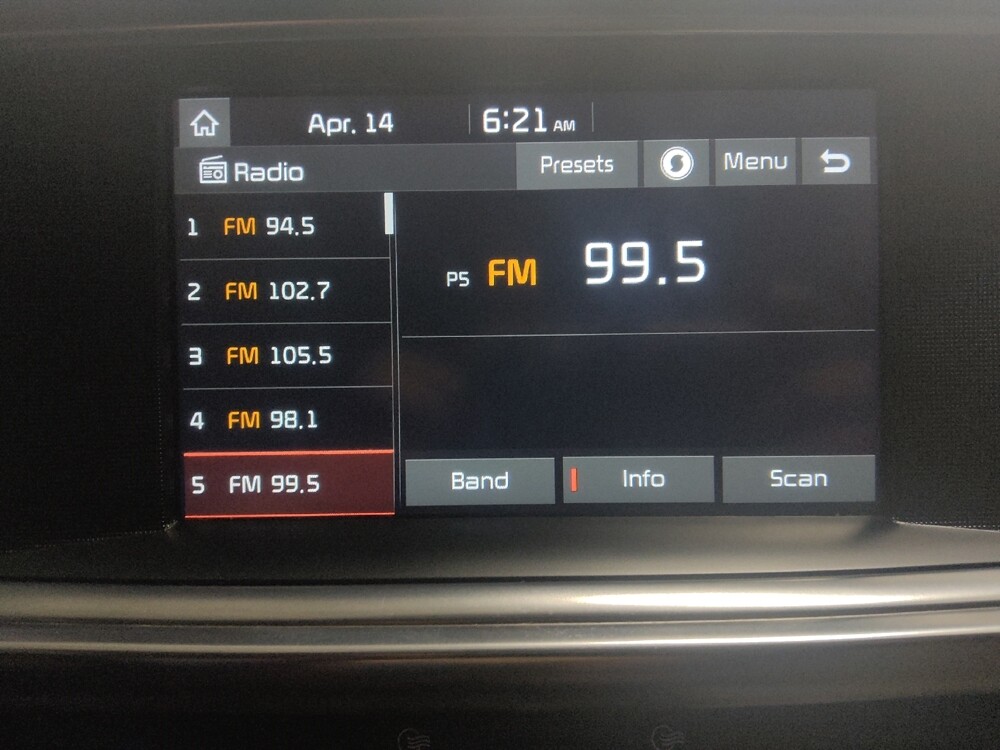 Apr. 14 6:21 AM
Radio Presets Menu
1 FM 94.5
2 FM 102.7
3 FM 105.5
4 FM 98.1
5 FM 99.5
P5 FM 99.5
Band Info Scan